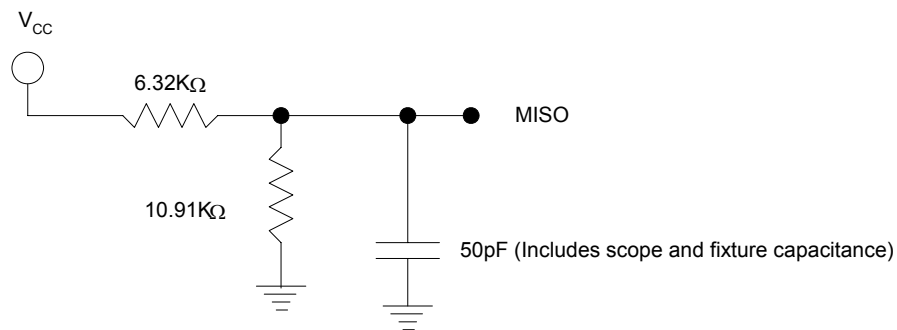 V_CC
6.32KΩ
MISO
10.91KΩ
50pF (Includes scope and fixture capacitance)